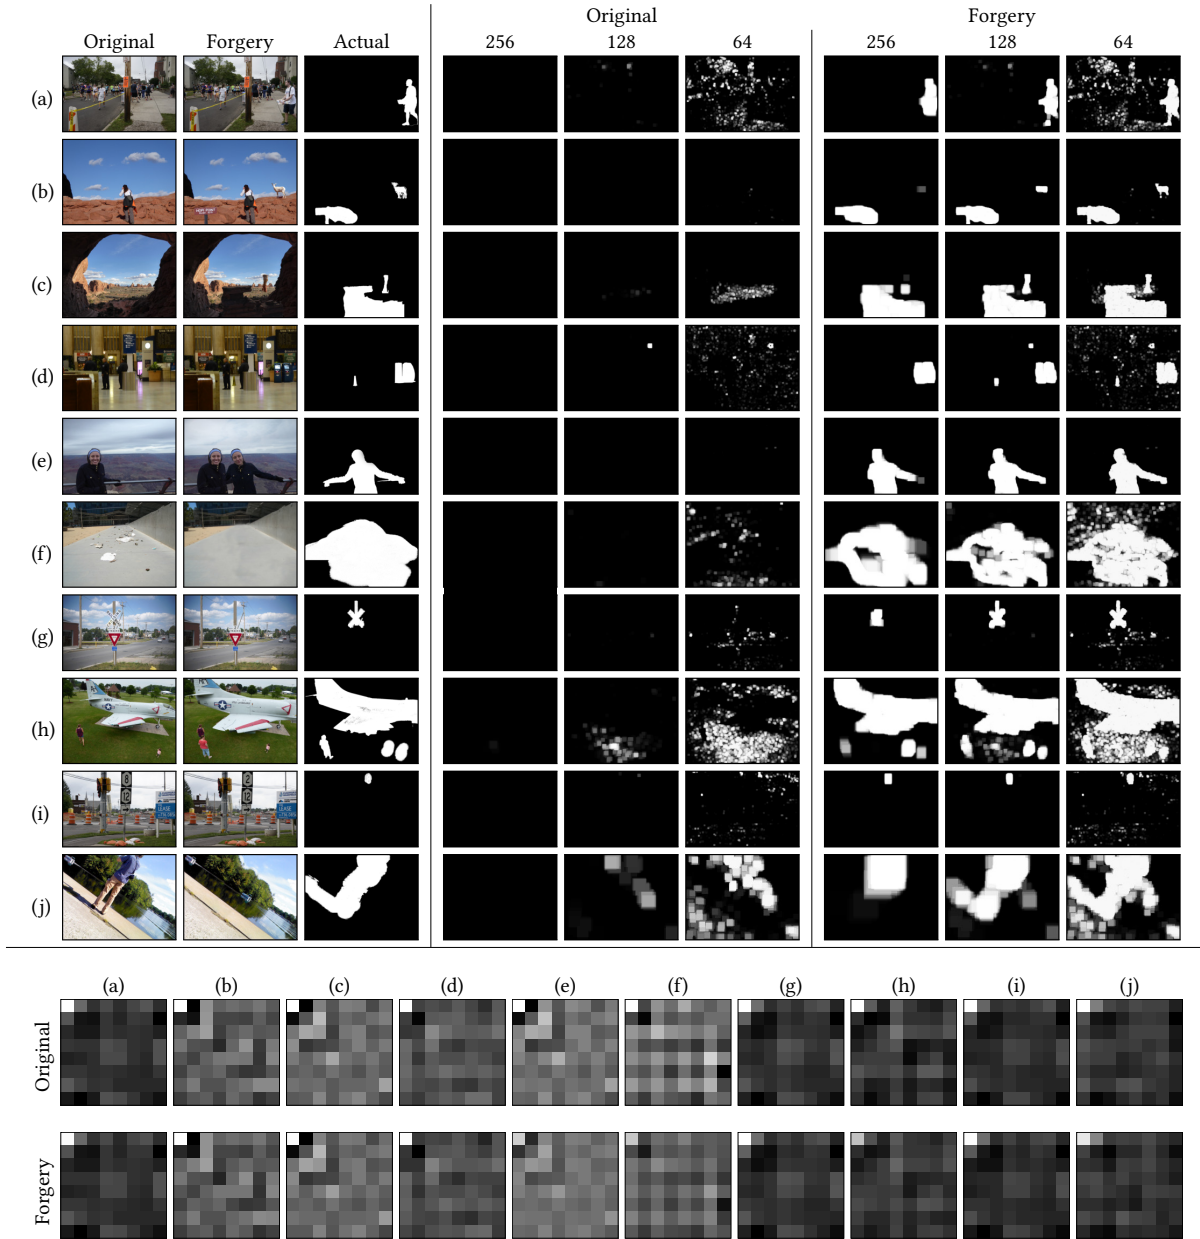 Original Forgery
Original Forgery Actual 256 128 64 256 128 64
(a)
(b)
(c)
(d)
(e)
(f)
(g)
(h)
(i)
(j)
(a) (b) (c) (d) (e) (f) (g) (h) (i) (j)
Original
Forgery